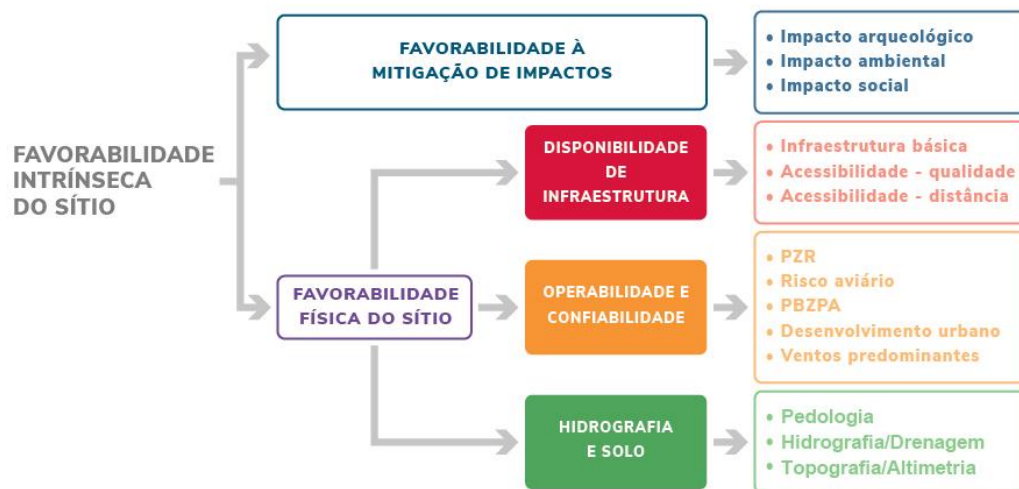 FAVORABILIDADE
INTRÍNSECA
DO SÍTIO
FAVORABILIDADE À
MITIGAÇÃO DE IMPACTOS
• Impacto arqueológico
• Impacto ambiental
• Impacto social
FAVORABILIDADE
FÍSICA DO SÍTIO
DISPONIBILIDADE
DE
INFRAESTRUTURA
• Infraestrutura básica
• Acessibilidade - qualidade
• Acessibilidade - distância
OPERABILIDADE E
CONFIABILIDADE
• PZR
• Risco aviário
• PBZPA
• Desenvolvimento urbano
• Ventos predominantes
HIDROGRAFIA
E SOLO
• Pedologia
• Hidrografia/Drenagem
• Topografia/Altimetria